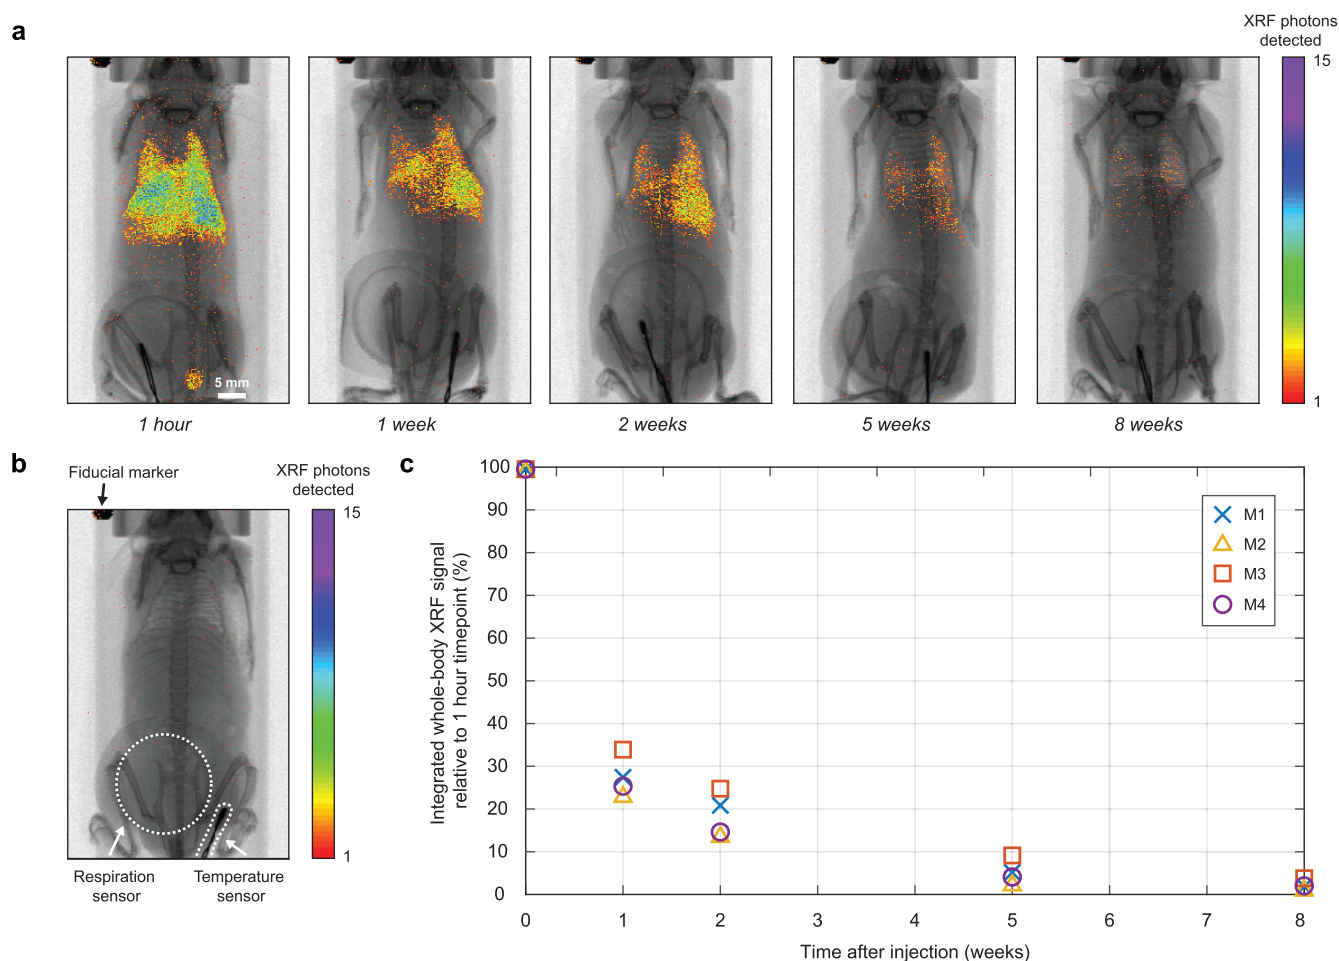 a
XRF photons
detected
15
1
5 mm
1 hour
1 week
2 weeks
5 weeks
8 weeks
b
Fiducial marker
XRF photons
detected
15
1
Respiration
sensor
Temperature
sensor
c
Integrated whole-body XRF signal
relative to 1 hour timepoint (%)
100
90
80
70
60
50
40
30
20
10
0
0 1 2 3 4 5 6 7 8
Time after injection (weeks)
M1
M2
M3
M4